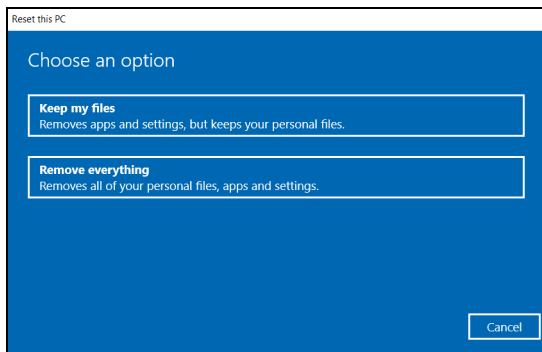 Reset this PC
Choose an option
Keep my files
Removes apps and settings, but keeps your personal files.
Remove everything
Removes all of your personal files, apps and settings.
Cancel